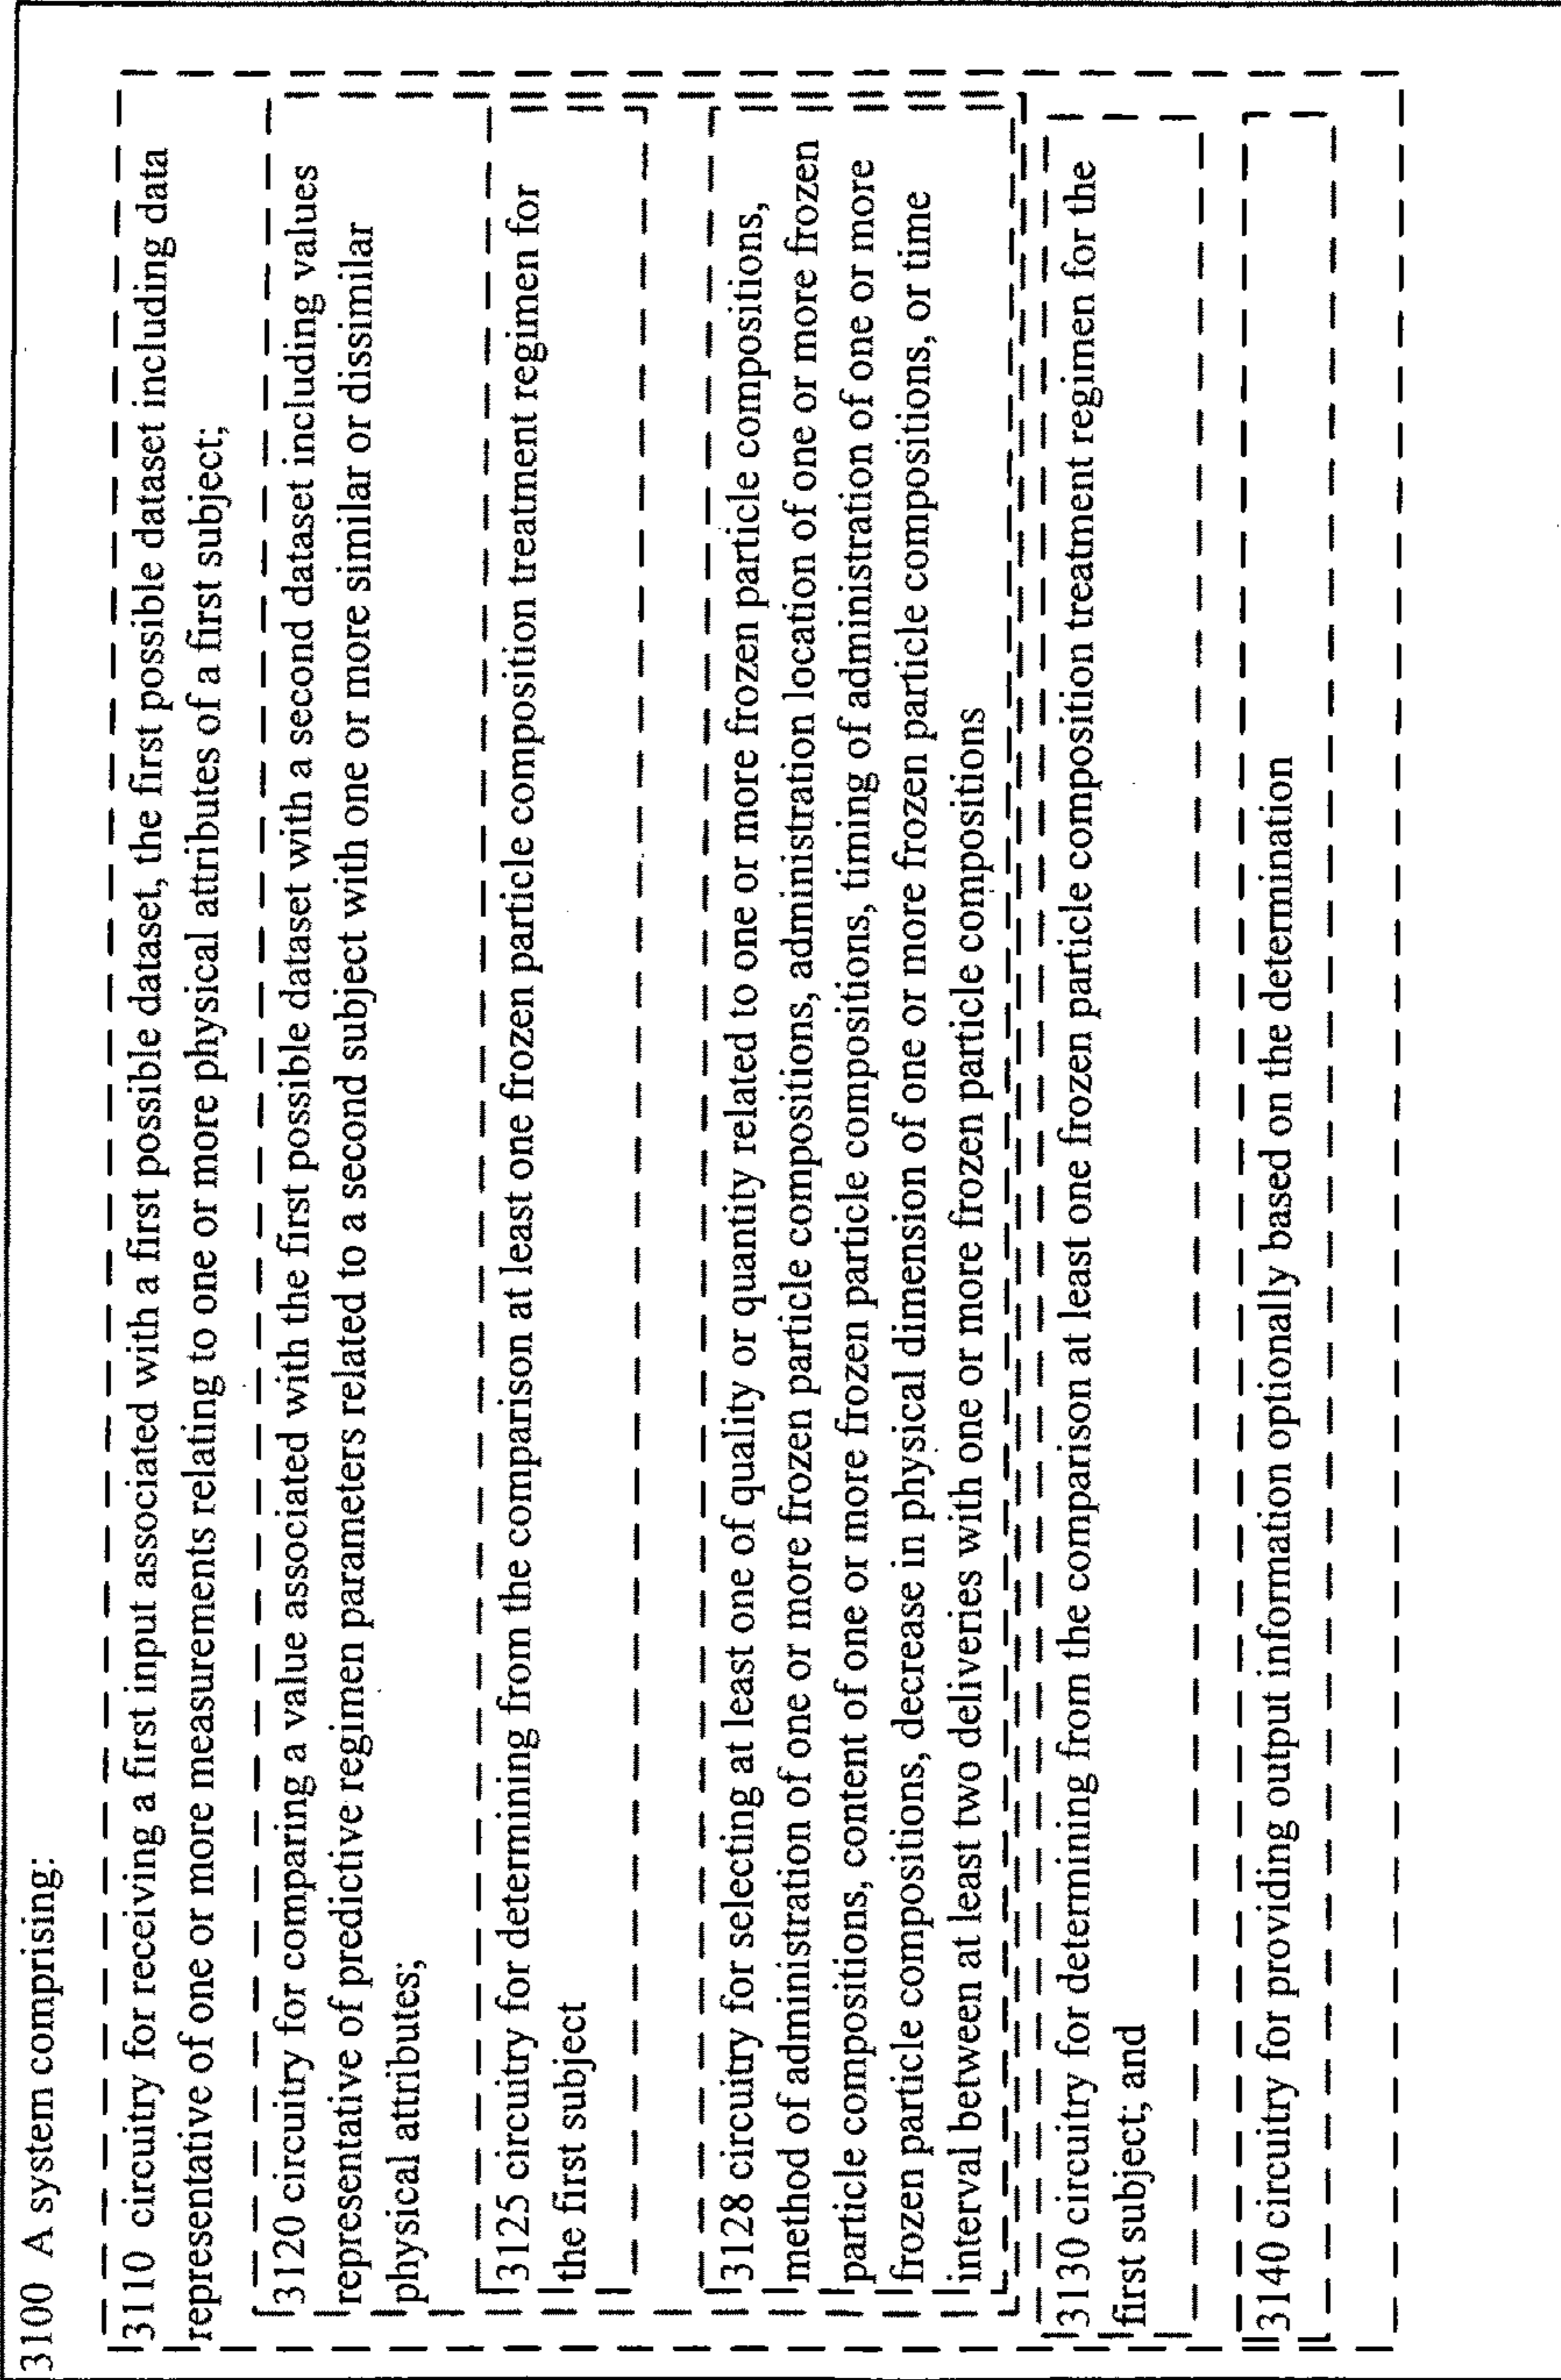 3100 A system comprising:
3110 circuitry for receiving a first input associated with a first possible dataset, the first possible dataset including data
representative of one or more measurements relating to one or more physical attributes of a first subject;
3120 circuitry for comparing a value associated with the first possible dataset with a second dataset including values
representative of predictive regimen parameters related to a second subject with one or more similar or dissimilar
physical attributes;
3125 circuitry for determining from the comparison at least one frozen particle composition treatment regimen for
the first subject
3128 circuitry for selecting at least one of quality or quantity related to one or more frozen particle compositions,
method of administration of one or more frozen particle compositions, administration location of one or more frozen
particle compositions, content of one or more frozen particle compositions, timing of administration of one or more
frozen particle compositions, decrease in physical dimension of one or more frozen particle compositions, or time
interval between at least two deliveries with one or more frozen particle compositions
3130 circuitry for determining from the comparison at least one frozen particle composition treatment regimen for the
first subject; and
3140 circuitry for providing output information optionally based on the determination